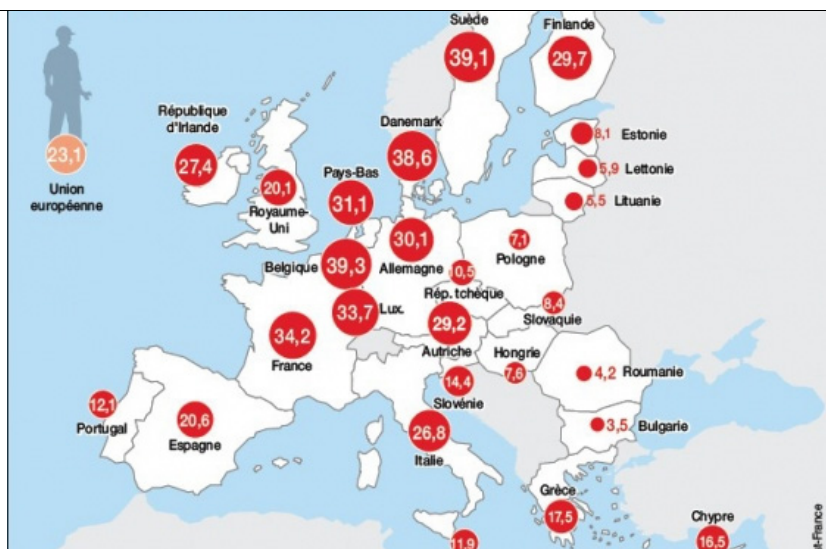 Suède
39,1
Finlande
29,7
République
d'Irlande
27,4
23,1
Union
européenne
Danemark
38,6
8,1 Estonie
5,9 Lettonie
5,5 Lituanie
20,1
Royaume-
Uni
Pays-Bas
31,1
30,1
Allemagne
7,1
Pologne
Belgique
39,3
10,5
Rép. tchèque
33,7
Lux.
8,4
Slovaquie
34,2
France
29,2
Autriche
Hongrie
7,6
4,2 Roumanie
14,4
Slovénie
12,1
Portugal
20,6
Espagne
26,8
Italie
3,5 Bulgarie
Grèce
17,5
Chypre
16,5
11,9
t-France